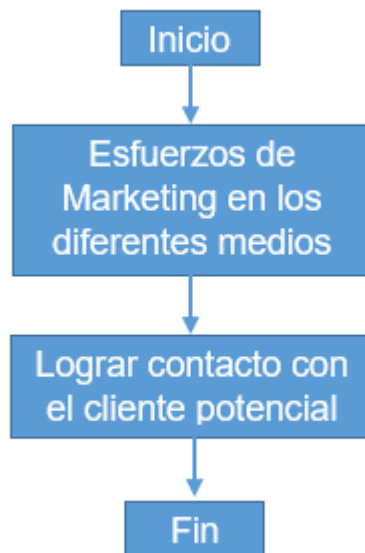 Inicio
Esfuerzos de
Marketing en los
diferentes medios
Lograr contacto con
el cliente potencial
Fin